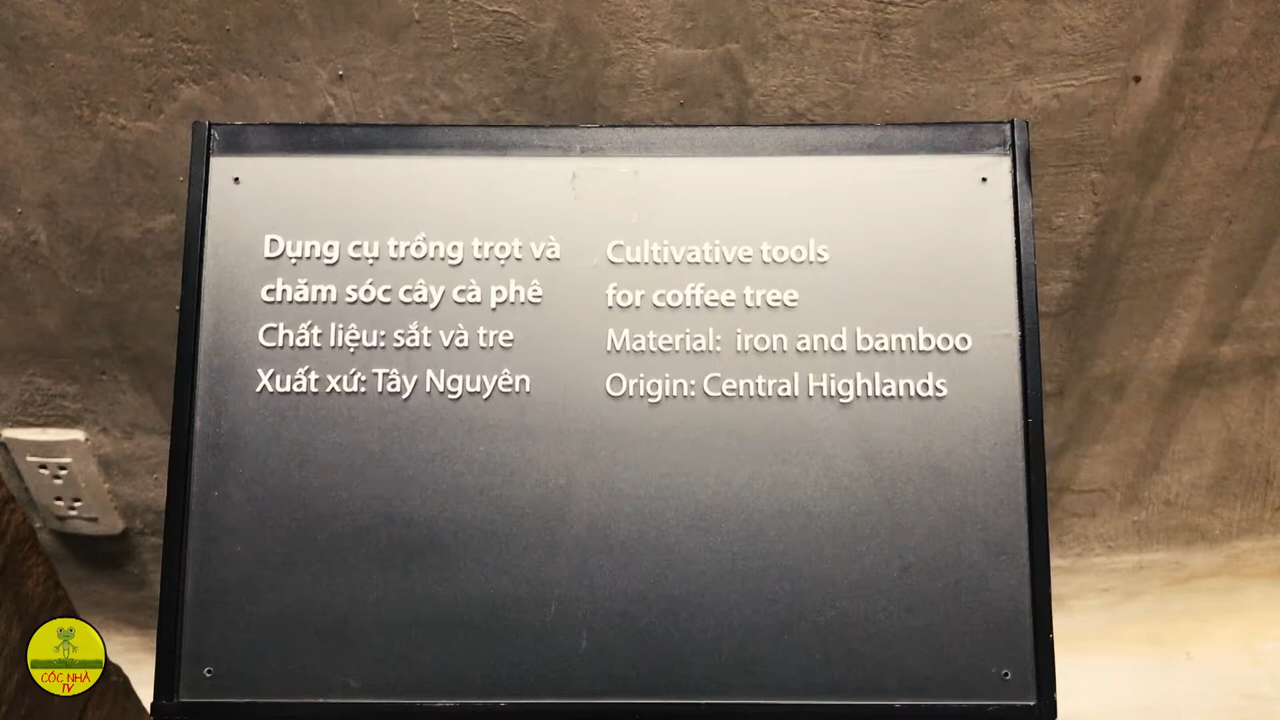 Dụng cụ trồng trọt và
chăm sóc cây cà phê
Chất liệu: sắt và tre
Xuất xứ: Tây Nguyên
Cultivative tools
for coffee tree
Material: iron and bamboo
Origin: Central Highlands
CÓC NHÀ
TV